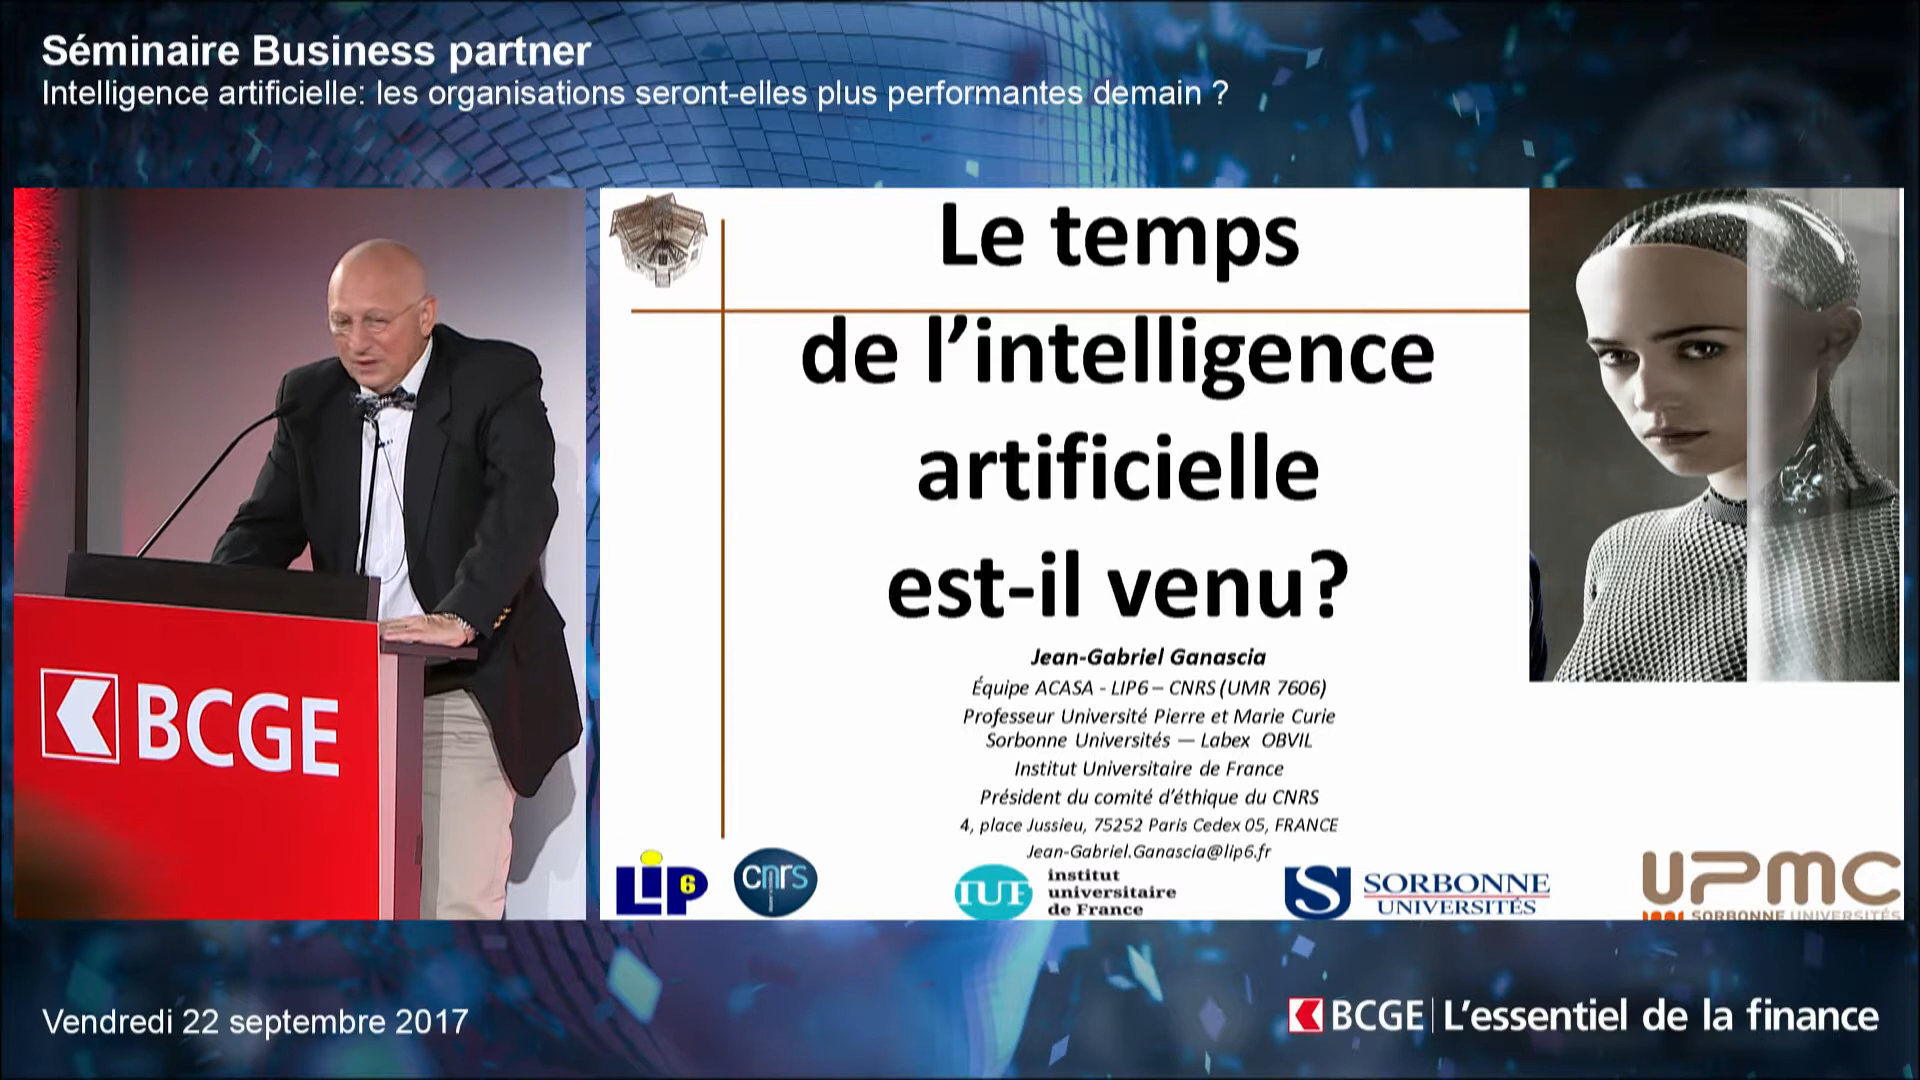 Séminaire Business partner
Intelligence artificielle: les organisations seront-elles plus performantes demain ?
BCGE
Le temps
de l’intelligence
artificielle
est-il venu?
Jean-Gabriel Ganascia
Équipe ACASA - LIP6 – CNRS (UMR 7606)
Professeur Université Pierre et Marie Curie
Sorbonne Universités — Labex OBVIL
Institut Universitaire de France
Président du comité d’éthique du CNRS
4, place Jussieu, 75252 Paris Cedex 05, FRANCE
Jean-Gabriel.Ganascia@lip6.fr
LIP6
cnrs
IUF
institut
universitaire
de France
S
SORBONNE
UNIVERSITÉS
UPMC
SORBONNE UNIVERSITÉS
Vendredi 22 septembre 2017
BCGE | L’essentiel de la finance